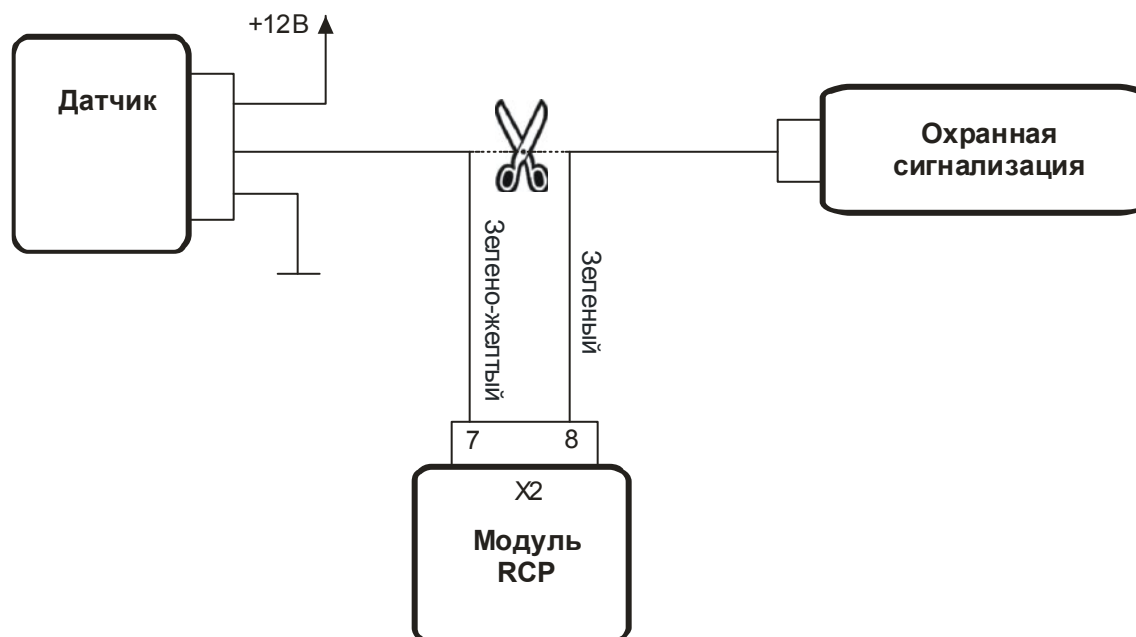 +12В
Датчик
Охранная
сигнализация
Зелено-желтый
Зеленый
7
8
X2
Модуль
RCP